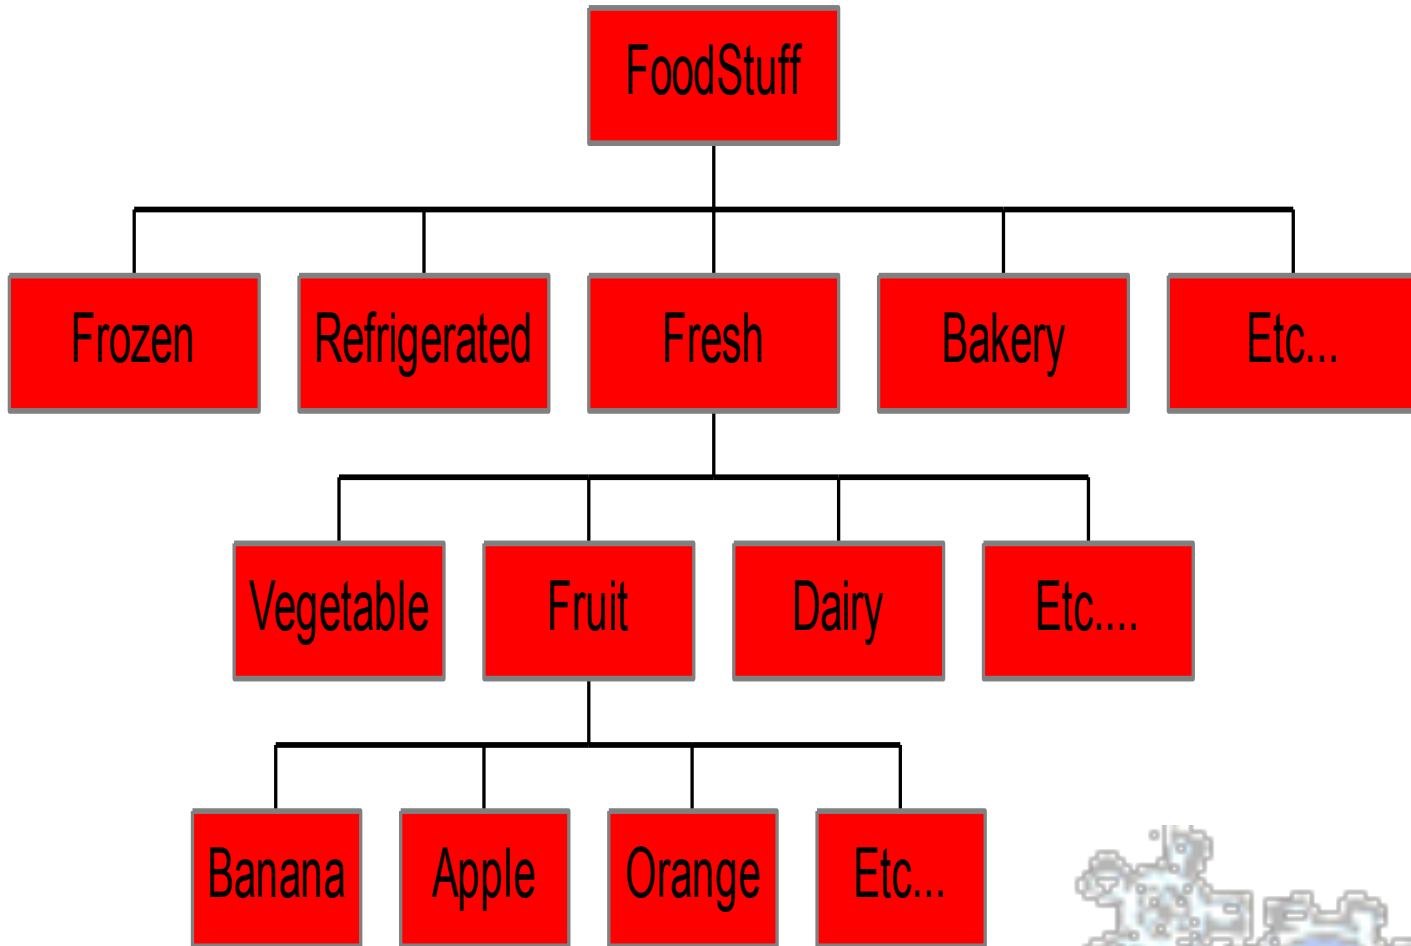 FoodStuff
Frozen
Refrigerated
Fresh
Bakery
Etc...
Vegetable
Fruit
Dairy
Etc....
Banana
Apple
Orange
Etc...